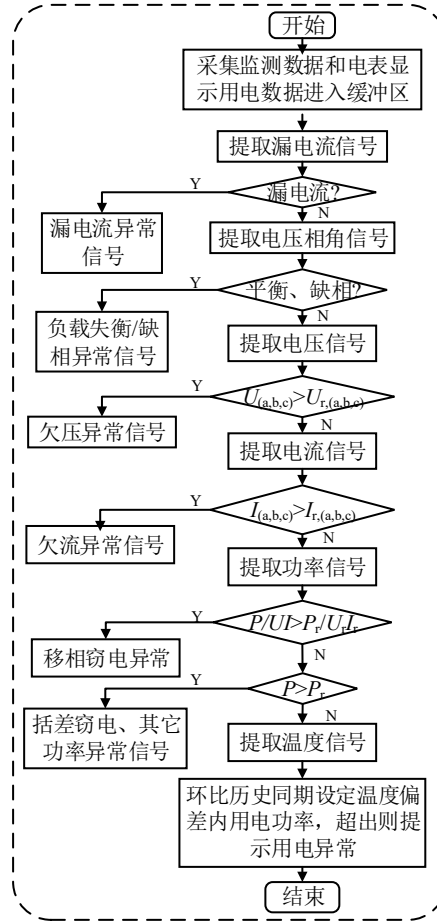 开始
采集监测数据和电表显
示用电数据进入缓冲区
提取漏电流信号
Y
漏电流?
N
漏电流异常
信号
提取电压相角信号
Y
平衡、缺相?
N
负载失衡/缺
相异常信号
提取电压信号
Y
U(a,b,c)>Ur,(a,b,c)
N
欠压异常信号
提取电流信号
Y
I(a,b,c)>Ir,(a,b,c)
N
欠流异常信号
提取功率信号
Y
P/UI>Pr/UrIr
N
移相窃电异常
Y
P>Pr
N
括差窃电、其它
功率异常信号
提取温度信号
环比历史同期设定温度偏
差内用电功率，超出则提
示用电异常
结束